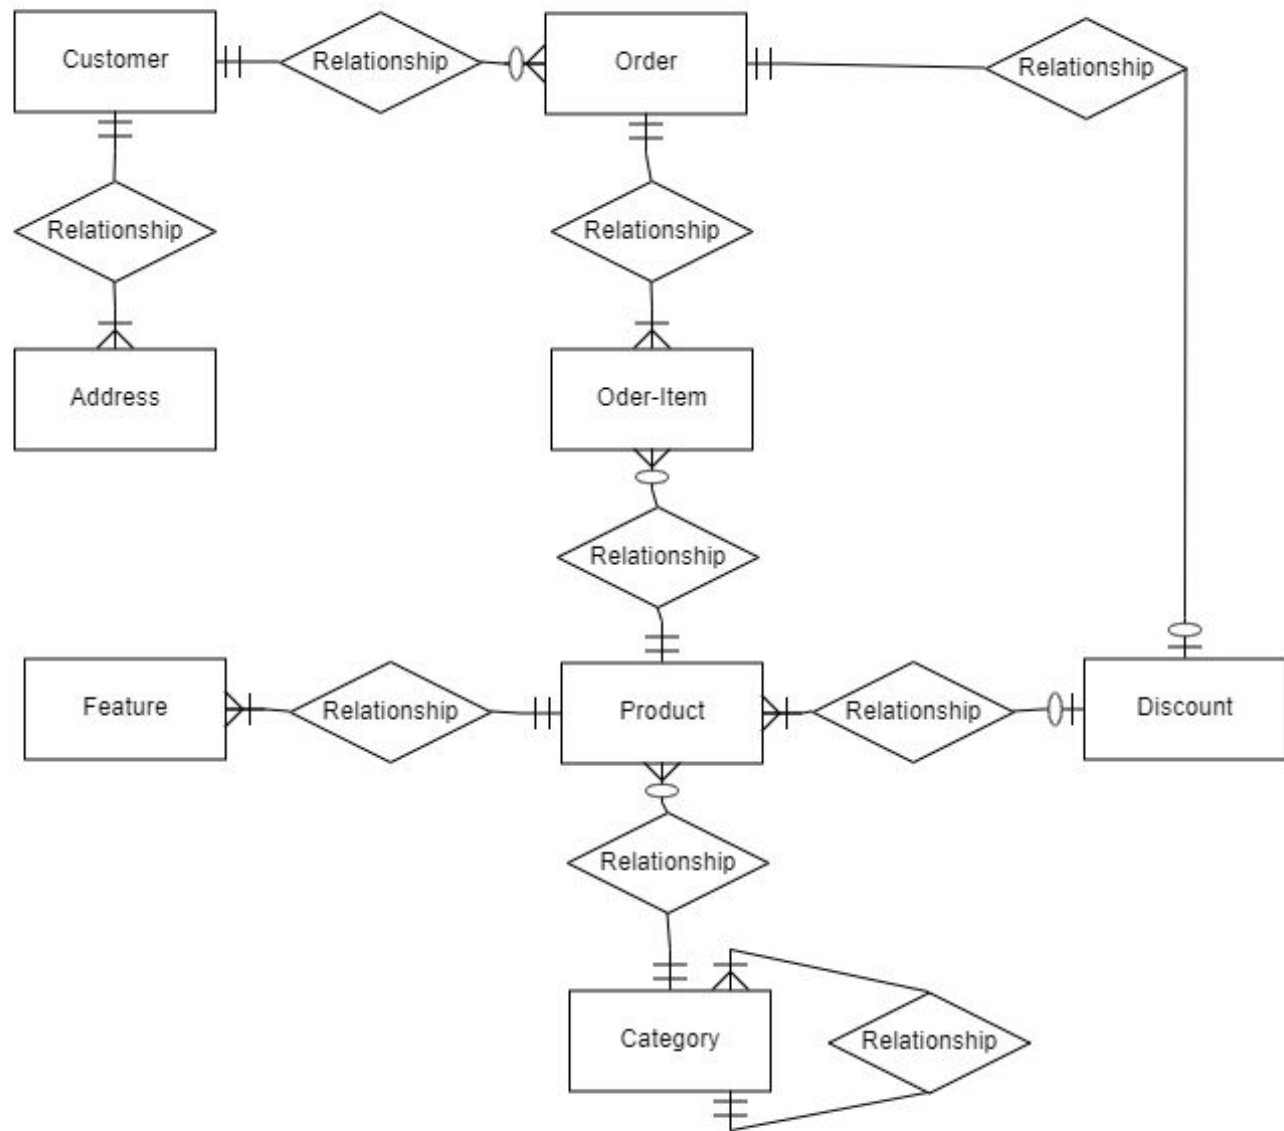 Customer
Relationship
Order
Relationship
Relationship
Relationship
Address
Oder-Item
Relationship
Feature
Relationship
Product
Relationship
Discount
Relationship
Category
Relationship